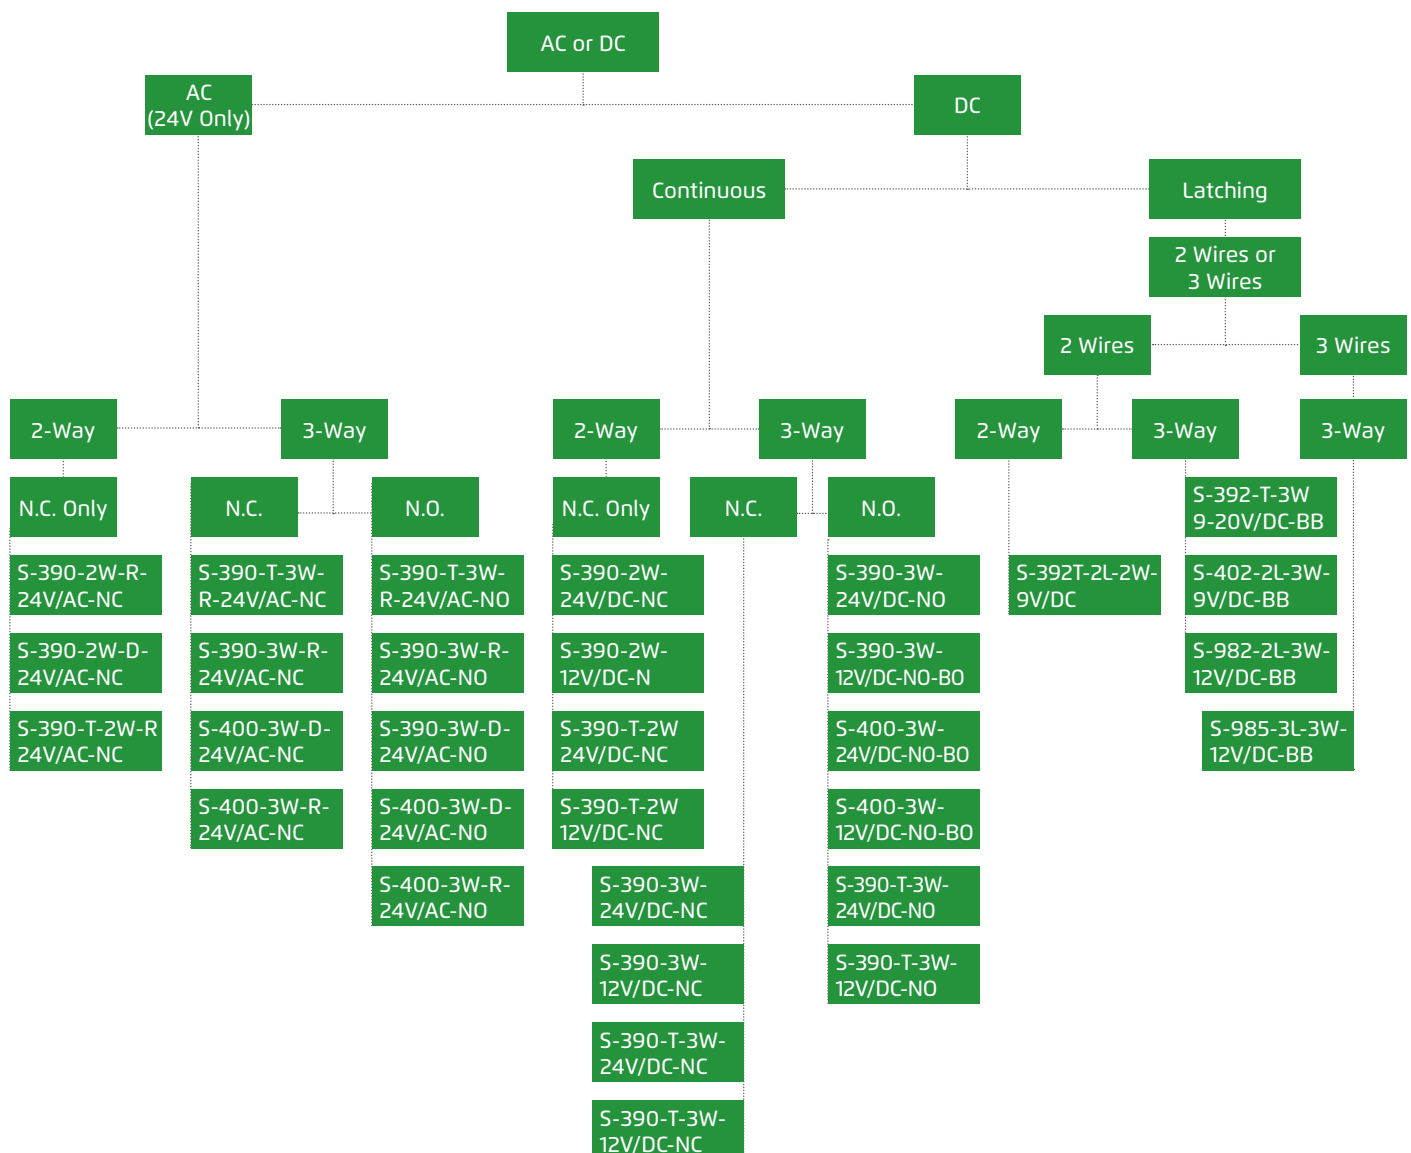 AC or DC
AC
(24V Only)
DC
Continuous
Latching
2 Wires or
3 Wires
2 Wires
3 Wires
2-Way
3-Way
2-Way
3-Way
2-Way
3-Way
3-Way
N.C. Only
N.C.
N.O.
N.C. Only
N.C.
N.O.
S-390-2W-R-
24V/AC-NC
S-390-2W-D-
24V/AC-NC
S-390-T-2W-R
24V/AC-NC
S-390-T-3W-
R-24V/AC-NC
S-390-3W-R-
24V/AC-NC
S-400-3W-D-
24V/AC-NC
S-400-3W-R-
24V/AC-NC
S-390-T-3W-
R-24V/AC-NO
S-390-3W-R-
24V/AC-NO
S-390-3W-D-
24V/AC-NO
S-400-3W-D-
24V/AC-NO
S-400-3W-R-
24V/AC-NO
S-390-2W-
24V/DC-NC
S-390-2W-
12V/DC-N
S-390-T-2W
24V/DC-NC
S-390-T-2W
12V/DC-NC
S-390-3W-
24V/DC-NC
S-390-3W-
12V/DC-NC
S-390-T-3W-
24V/DC-NC
S-390-T-3W-
12V/DC-NC
S-390-3W-
24V/DC-NO
S-390-3W-
12V/DC-NO-BO
S-400-3W-
24V/DC-NO-BO
S-400-3W-
12V/DC-NO-BO
S-390-T-3W-
24V/DC-NO
S-390-T-3W-
12V/DC-NO
S-392T-2L-2W-
9V/DC
S-392-T-3W
9-20V/DC-BB
S-402-2L-3W-
9V/DC-BB
S-982-2L-3W-
12V/DC-BB
S-985-3L-3W-
12V/DC-BB